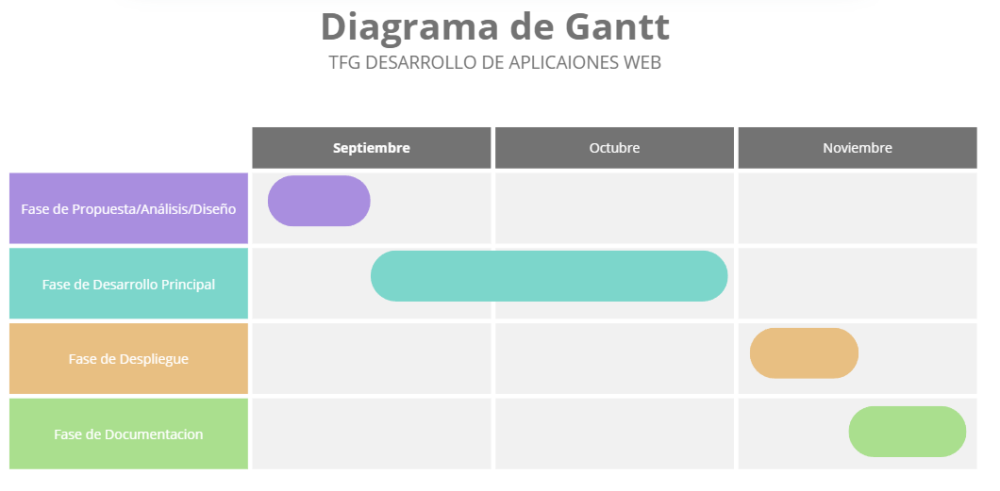 Diagrama de Gantt
TFG DESARROLLO DE APLICAIONES WEB
Septiembre
Octubre
Noviembre
Fase de Propuesta/Análisis/Diseño
Fase de Desarrollo Principal
Fase de Despliegue
Fase de Documentacion